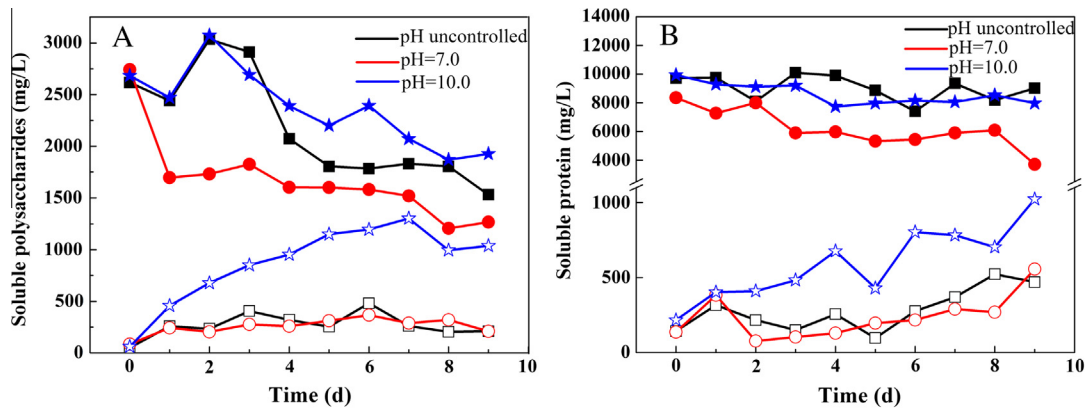 A
pH uncontrolled
pH=7.0
pH=10.0
Soluble polysaccharides (mg/L)
3000
2500
2000
1500
1000
500
0
0 2 4 6 8 10
Time (d)
B
pH uncontrolled
pH=7.0
pH=10.0
Soluble protein (mg/L)
14000
12000
10000
8000
6000
4000
1000
500
0
0 2 4 6 8 10
Time (d)